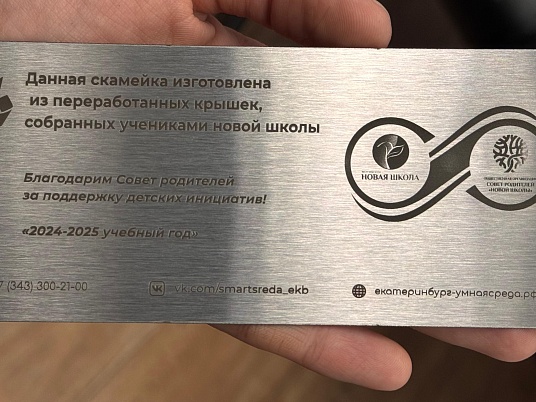 Данная скамейка изготовлена
из переработанных крышек,
собранных учениками новой школы
Благодарим Совет родителей
за поддержку детских инициатив!
«2024-2025 учебный год»
НОВАЯ ШКОЛА
ОБЩЕСТВЕННАЯ ОРГАНИЗАЦИЯ
СОВЕТ РОДИТЕЛЕЙ
«НОВОЙ ШКОЛЫ»
7 (343) 300-21-00
vk.com/smartsreda_ekb
екатеринбург-умнаясреда.рф